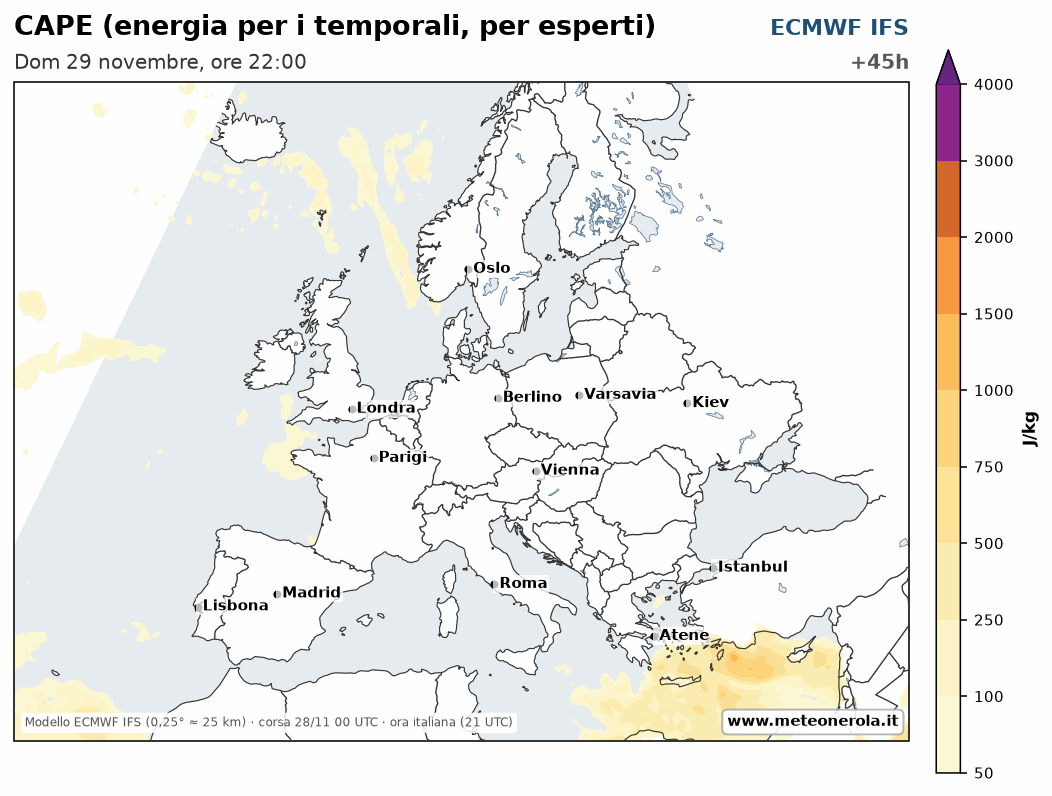 CAPE (energia per i temporali, per esperti)
ECMWF IFS
Dom 29 novembre, ore 22:00
+45h
4000
3000
2000
1500
1000
750
500
250
100
50
J/kg
Oslo
Londra
Berlino
Varsavia
Kiev
Parigi
Vienna
Istanbul
Roma
Madrid
Lisbona
Atene
Modello ECMWF IFS (0,25° ≈ 25 km) · corsa 28/11 00 UTC · ora italiana (21 UTC)
www.meteonerola.it